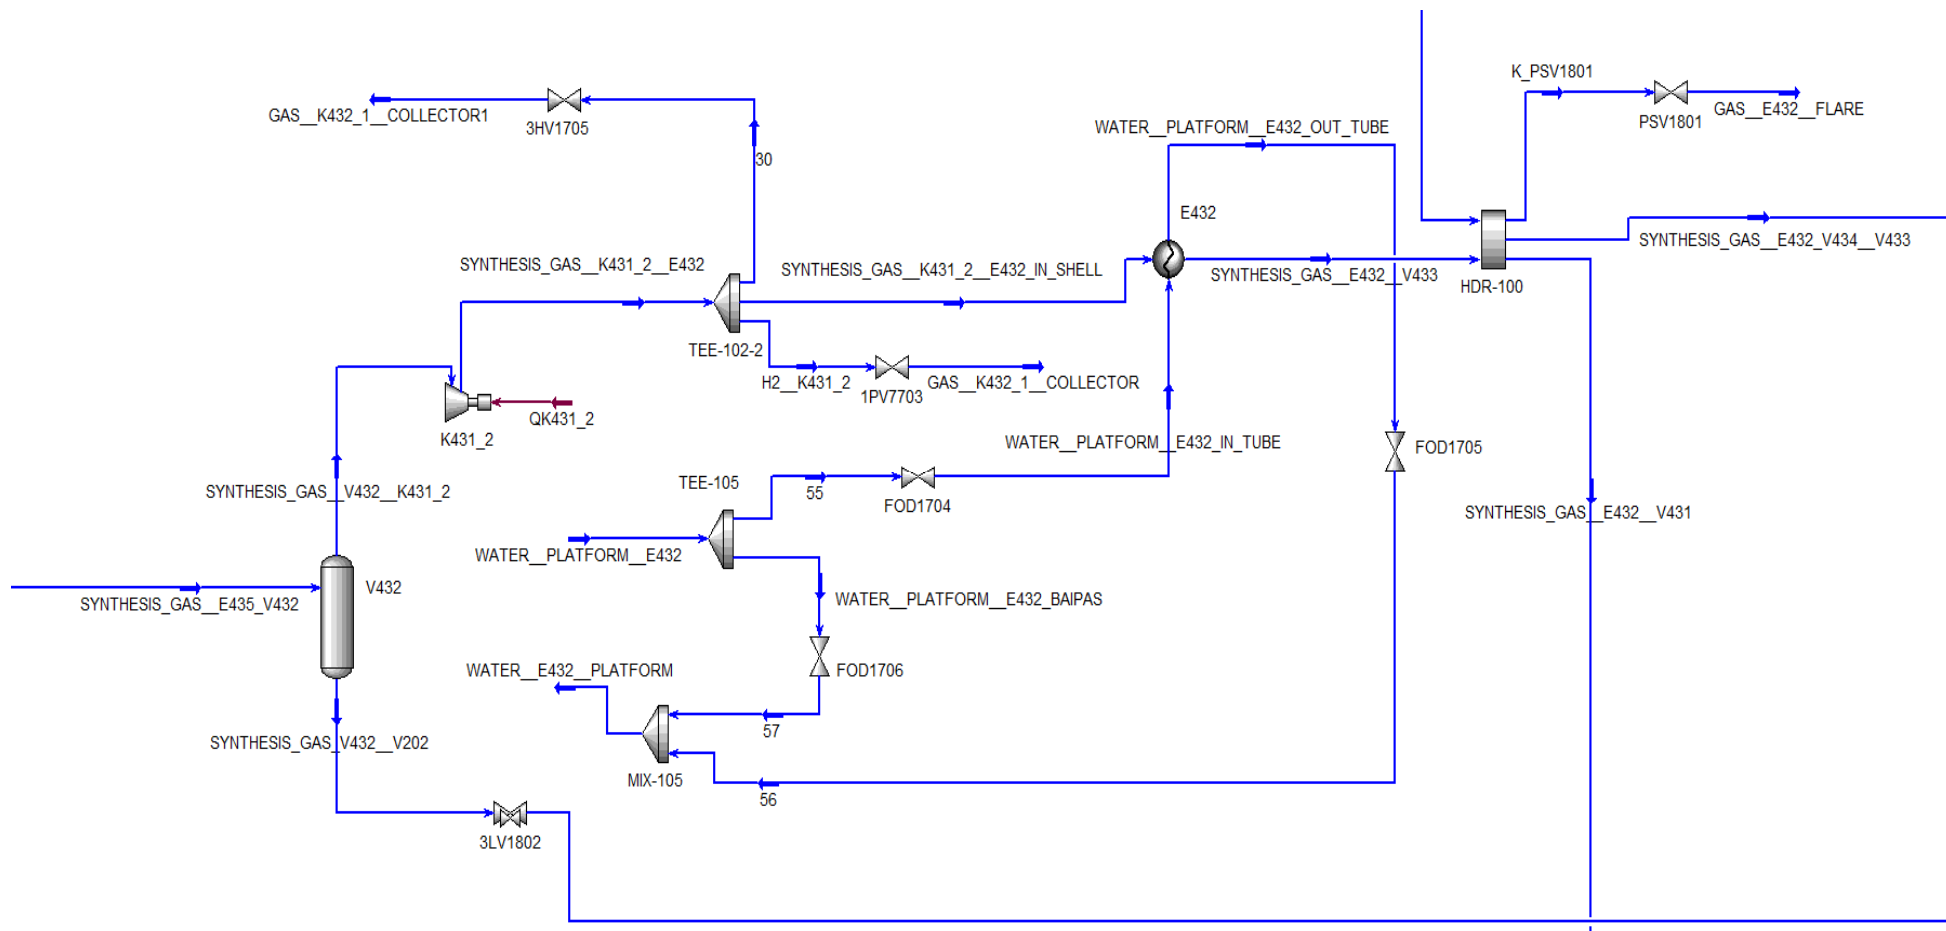 K_PSV1801
GAS__K432_1__COLLECTOR1
3HV1705
PSV1801
GAS__E432__FLARE
WATER__PLATFORM__E432_OUT_TUBE
30
E432
SYNTHESIS_GAS__K431_2__E432
SYNTHESIS_GAS__K431_2__E432_IN_SHELL
SYNTHESIS_GAS__E432__V433
SYNTHESIS_GAS__E432_V434__V433
HDR-100
TEE-102-2
H2__K431_2
1PV7703
GAS__K432_1__COLLECTOR
QK431_2
K431_2
WATER__PLATFORM__E432_IN_TUBE
FOD1705
SYNTHESIS_GAS__V432__K431_2
TEE-105
55
FOD1704
SYNTHESIS_GAS__E432__V431
WATER__PLATFORM__E432
SYNTHESIS_GAS__E435_V432
V432
WATER__PLATFORM__E432_BAIPAS
WATER__E432__PLATFORM
FOD1706
57
SYNTHESIS_GAS_V432__V202
MIX-105
56
3LV1802